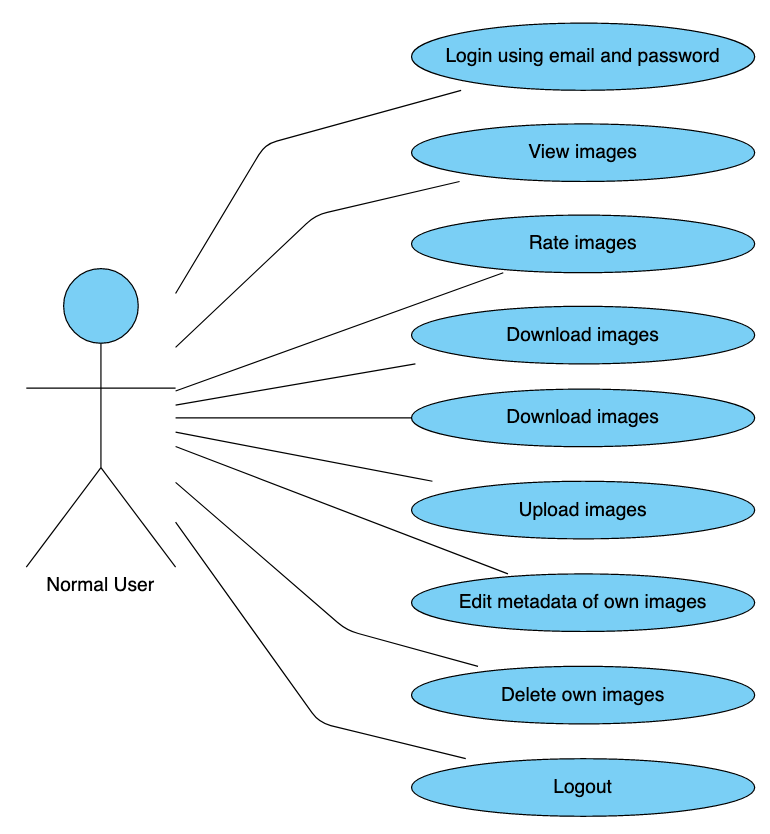 Login using email and password
View images
Rate images
Download images
Download images
Upload images
Normal User
Edit metadata of own images
Delete own images
Logout